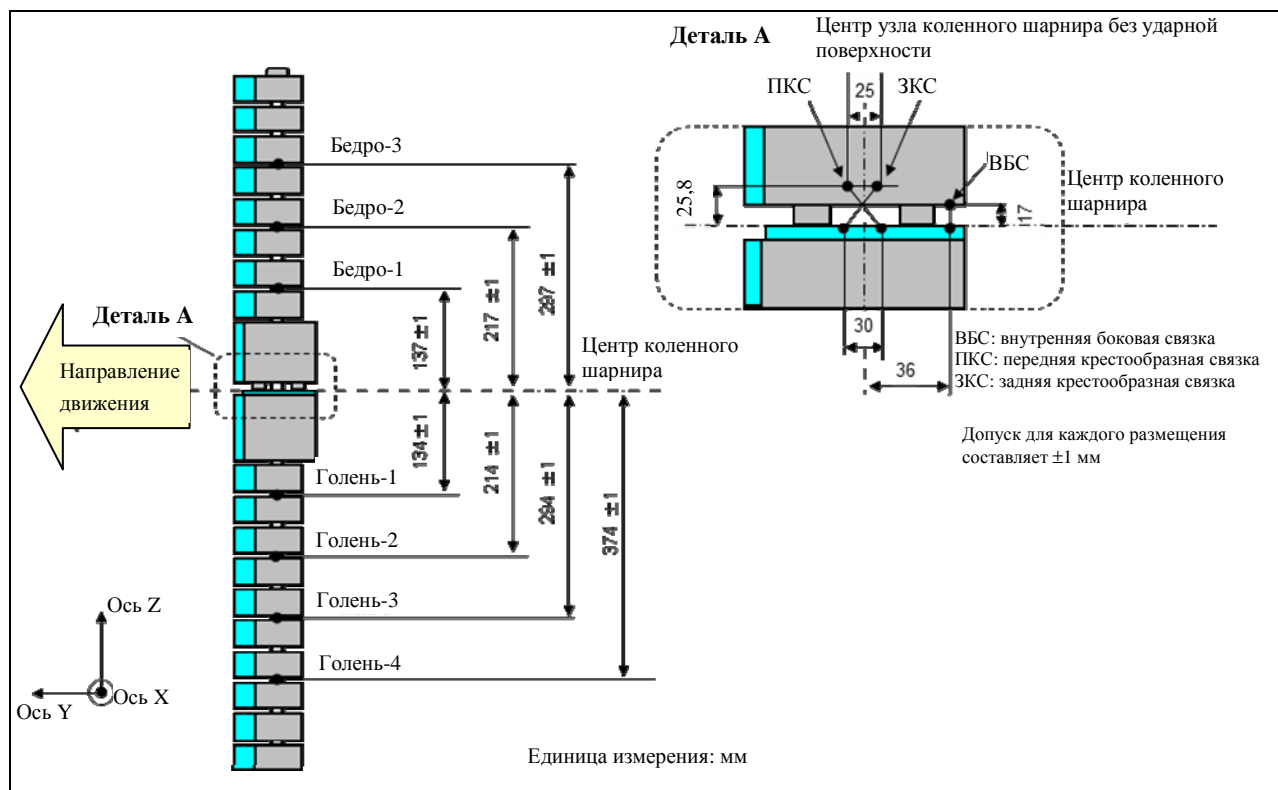 Деталь А
Центр узла коленного шарнира без ударной
поверхности
ПКС
ЗКС
25
Бедро-3
ВБС
25,8
Центр коленного
шарнира
17
Бедро-2
Бедро-1
137 ±1
217 ±1
297 ±1
Деталь А
30
36
Центр коленного
шарнира
ВБС: внутренняя боковая связка
ПКС: передняя крестообразная связка
ЗКС: задняя крестообразная связка
Направление
движения
Допуск для каждого размещения
составляет ±1 мм
134 ±1
214 ±1
294 ±1
374 ±1
Голень-1
Голень-2
Голень-3
Голень-4
Ось Z
Ось X
Ось Y
Единица измерения: мм